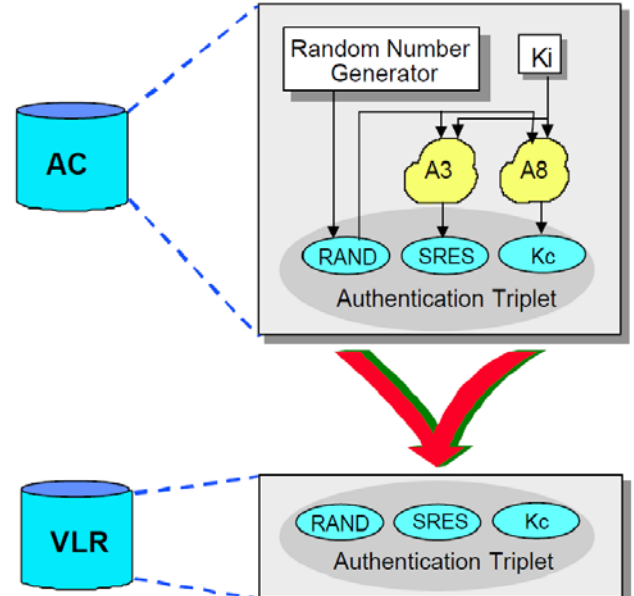 Random Number
Generator
Ki
AC
A3
A8
RAND
SRES
Kc
Authentication Triplet
VLR
RAND
SRES
Kc
Authentication Triplet